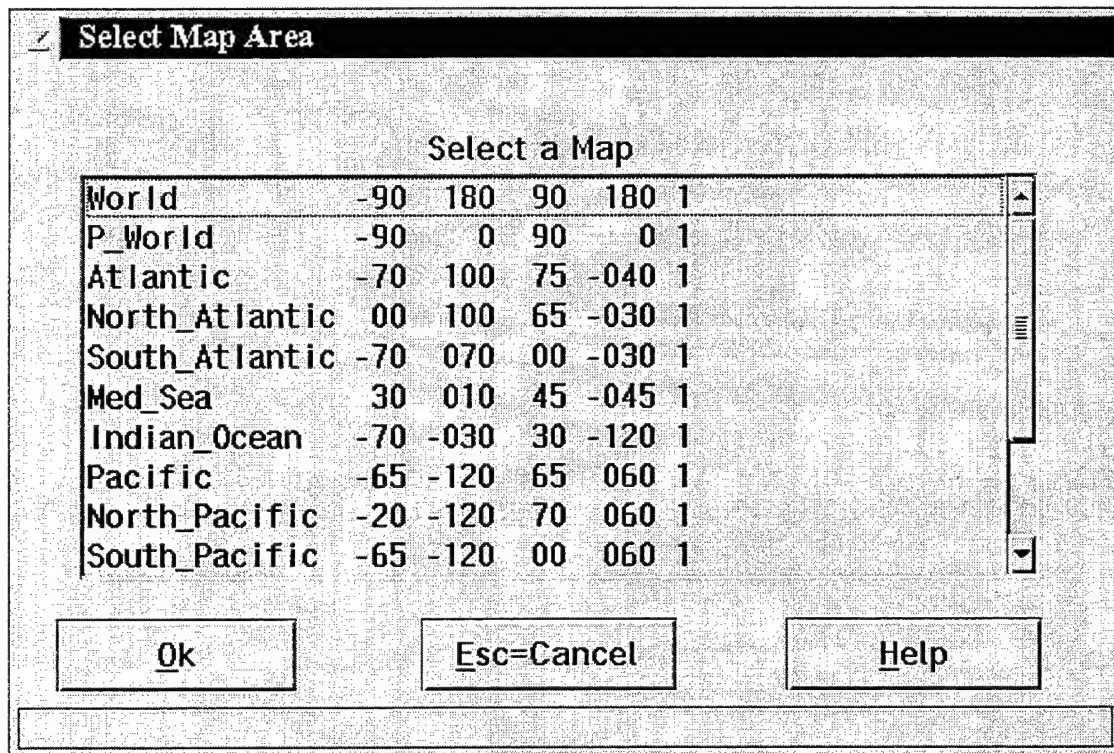 Select Map Area
Select a Map
World -90 180 90 180 1
P_World -90 0 90 0 1
Atlantic -70 100 75 -040 1
North_Atlantic 00 100 65 -030 1
South_Atlantic -70 070 00 -030 1
Med_Sea 30 010 45 -045 1
Indian_Ocean -70 -030 30 -120 1
Pacific -65 -120 65 060 1
North_Pacific -20 -120 70 060 1
South_Pacific -65 -120 00 060 1
Ok Esc=Cancel Help